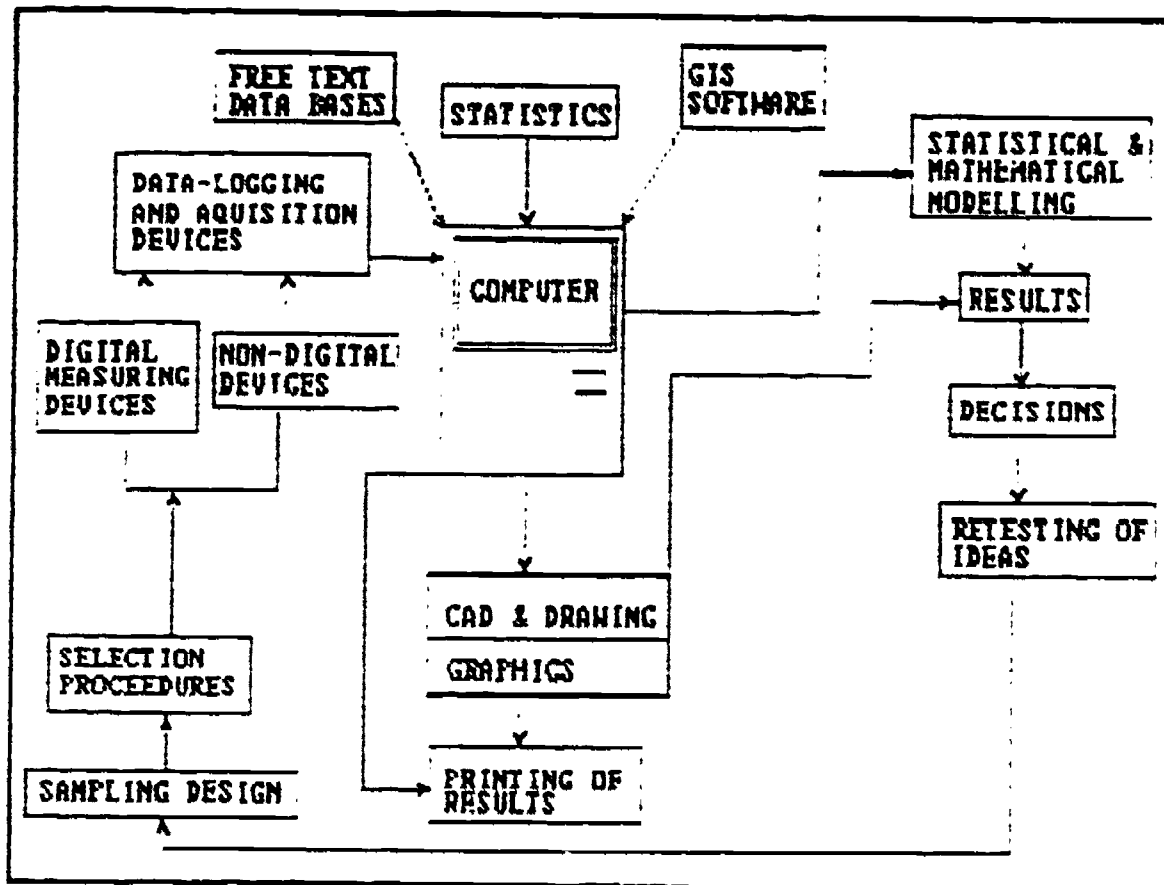 FREE TEXT
DATA BASES
STATISTICS
GIS
SOFTWARE
STATISTICAL &
MATHEMATICAL
MODELLING
DATA-LOGGING
AND AQUISITION
DEVICES
COMPUTER
RESULTS
DIGITAL
MEASURING
DEVICES
NON-DIGITAL
DEVICES
DECISIONS
RETESTING OF
IDEAS
CAD & DRAWING
GRAPHICS
SELECTION
PROCEEDURES
SAMPLING DESIGN
PRINTING OF
RESULTS